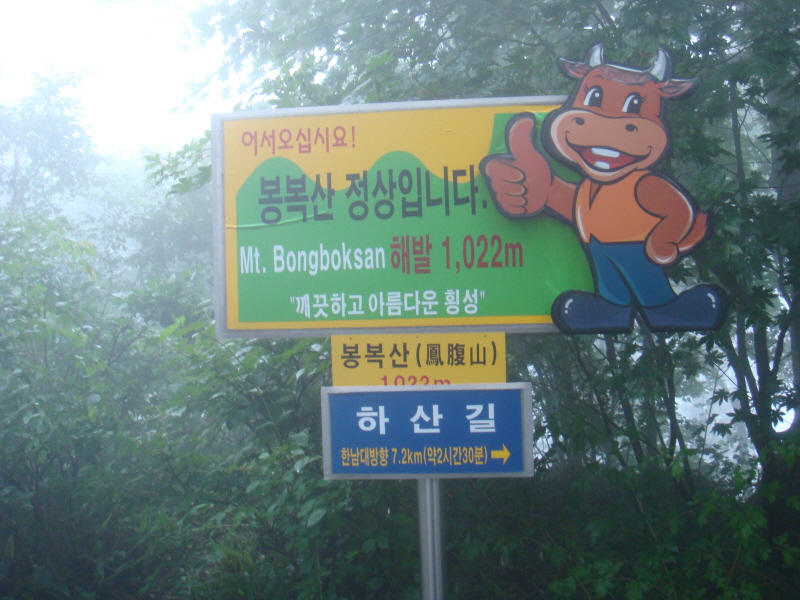 어서오십시요!
봉복산 정상입니다.
Mt. Bongboksan 해발 1,022m
"깨끗하고 아름다운 횡성"
봉복산(鳳腹山)
1022m
하산길
한남대방향 7.2km(약2시간30분)